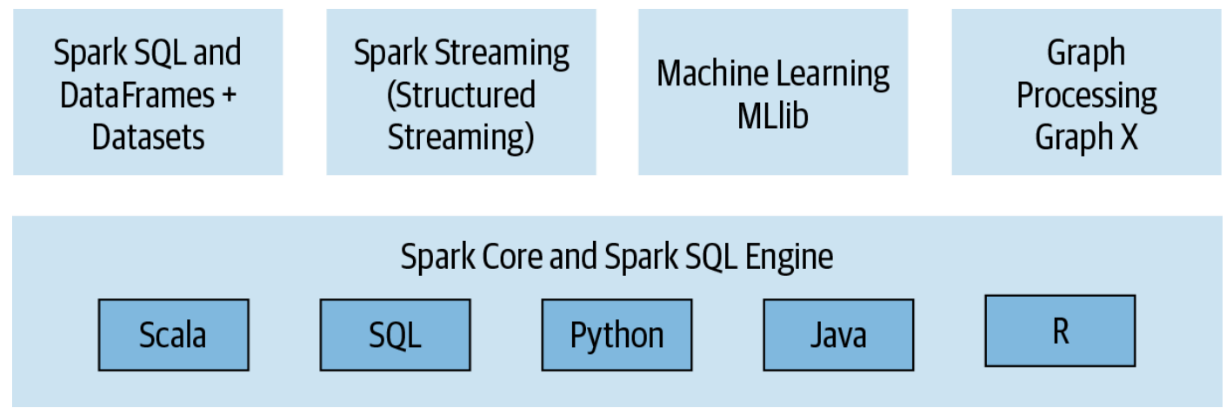 Spark SQL and
DataFrames +
Datasets
Spark Streaming
(Structured
Streaming)
Machine Learning
MLlib
Graph
Processing
Graph X
Spark Core and Spark SQL Engine
Scala
SQL
Python
Java
R